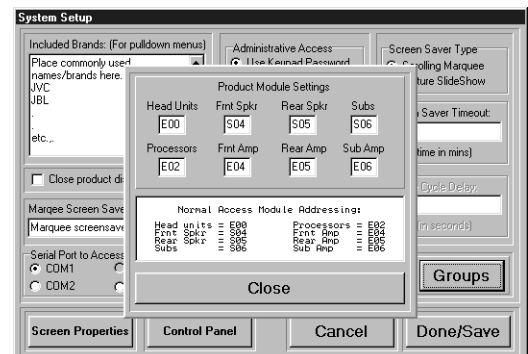 System Setup
Included Brands: (For pulldown menus)
Place commonly used
names/brands here.
JVC
JBL
.
.
etc.,.
Close product
Marqee Screen Save
Marquee screensave
Serial Port to Access
COM1
COM2
Administrative Access
Use Keypad Password
Screen Saver Type
Scrolling Marquee
ture SlideShow
Saver Timeout:
time in mins)
Cycle Delay:
(in seconds)
Product Module Settings
Head Units Frnt Spkr Rear Spkr Subs
E00 S04 S05 S06
Processors Frnt Amp Rear Amp Sub Amp
E02 E04 E05 E06
Normal Access Module Addressing:
Head units = E00 Processors = E02
Frnt Spkr = S04 Frnt Amp = E04
Rear Spkr = S05 Rear Amp = E05
Subs = S06 Sub Amp = E06
Close
Groups
Screen Properties
Control Panel
Cancel
Done/Save